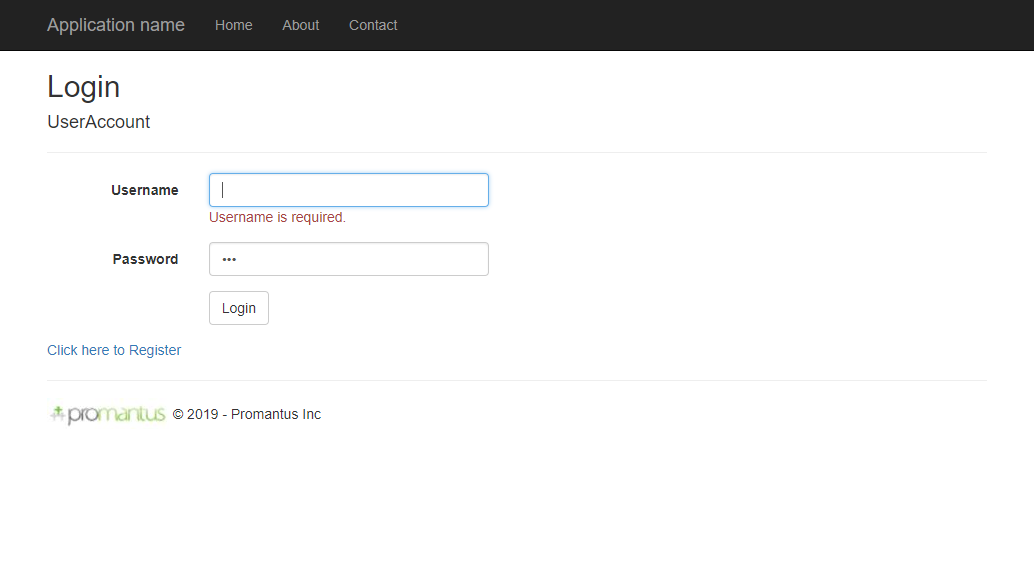 Application name Home About Contact
Login
UserAccount
Username
Username is required.
Password •••
Login
Click here to Register
promantus © 2019 - Promantus Inc